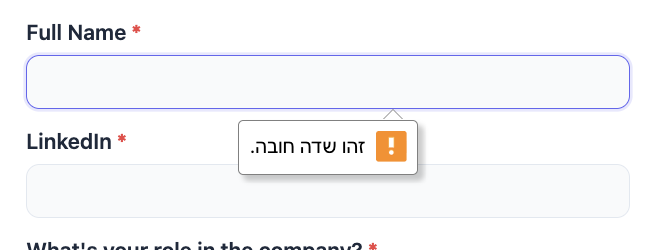 Full Name *
זהו שדה חובה.
LinkedIn *
What's your role in the company? *